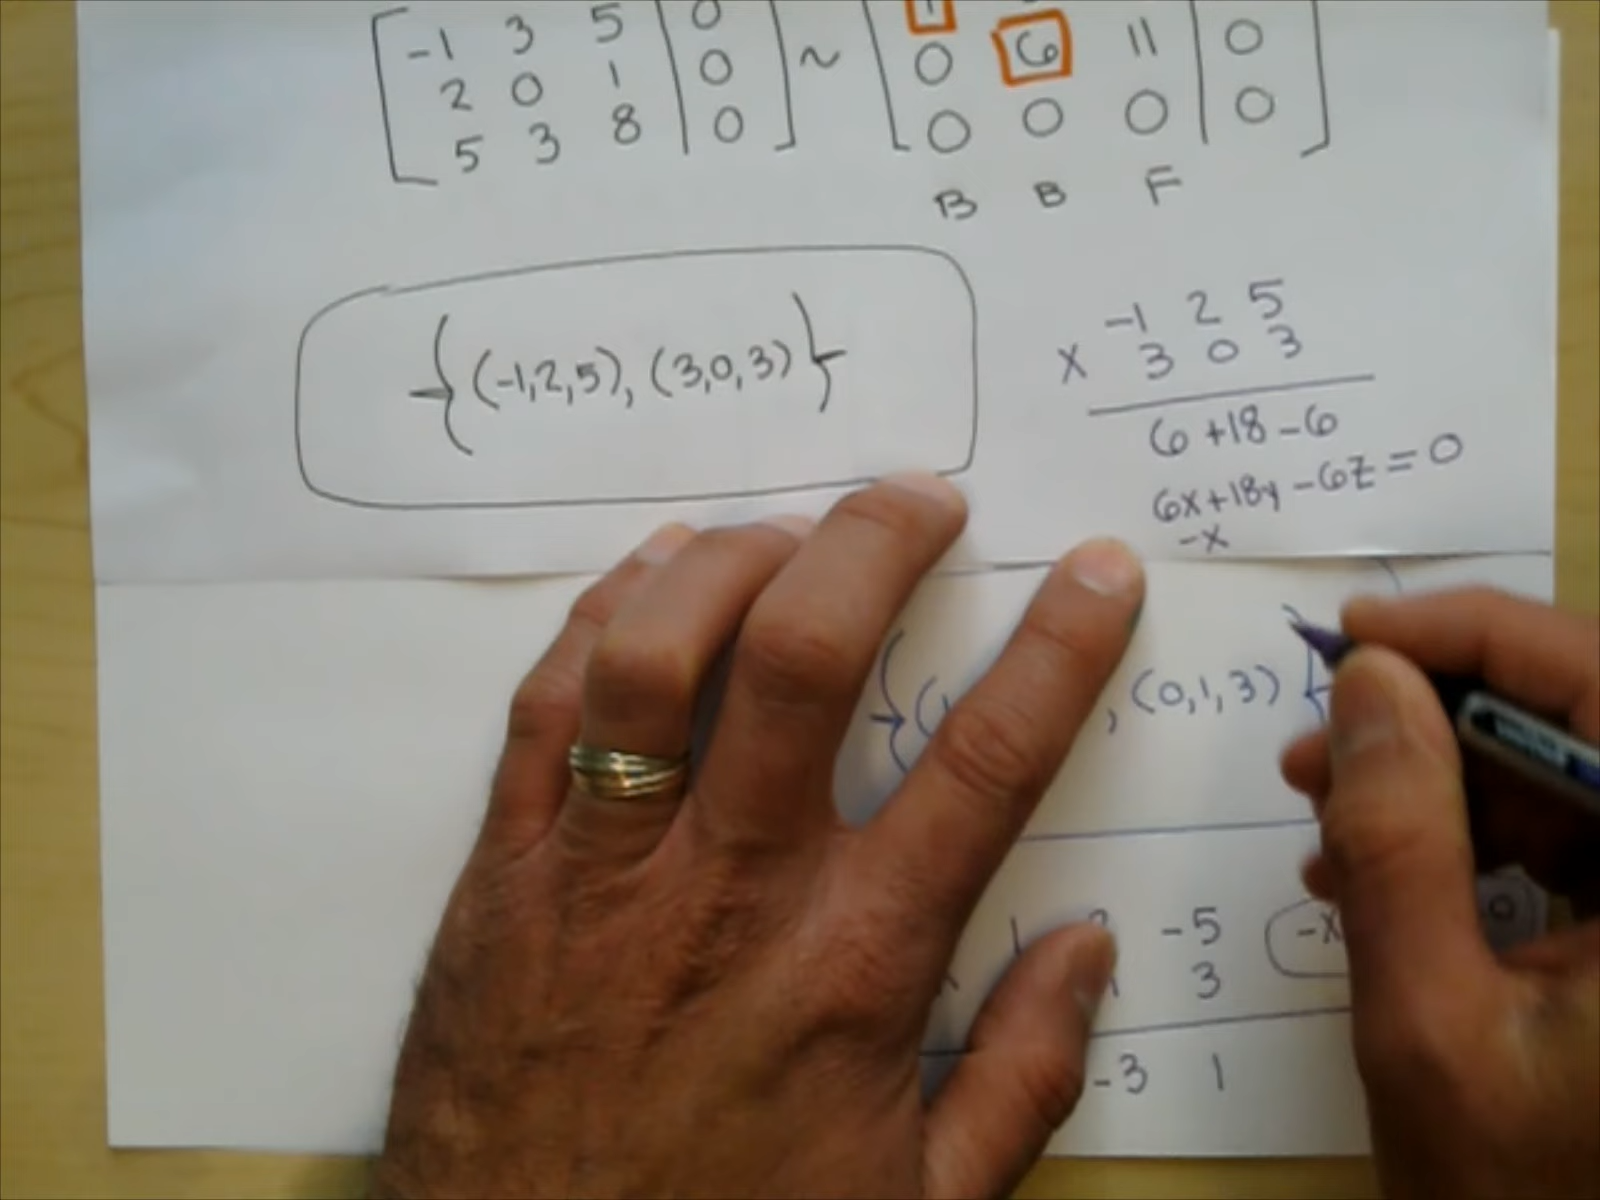 -1 3 5 | 0
2 0 1 | 0
5 3 8 | 0
~
0 6 11 | 0
0 0 0 | 0
B B F
{(-1,2,5), (3,0,3)}
-1 2 5
x 3 0 3
6 +18 -6
6x+18y-6z=0
-x
, (0,1,3)}
1 -5
3
-x
-3 1